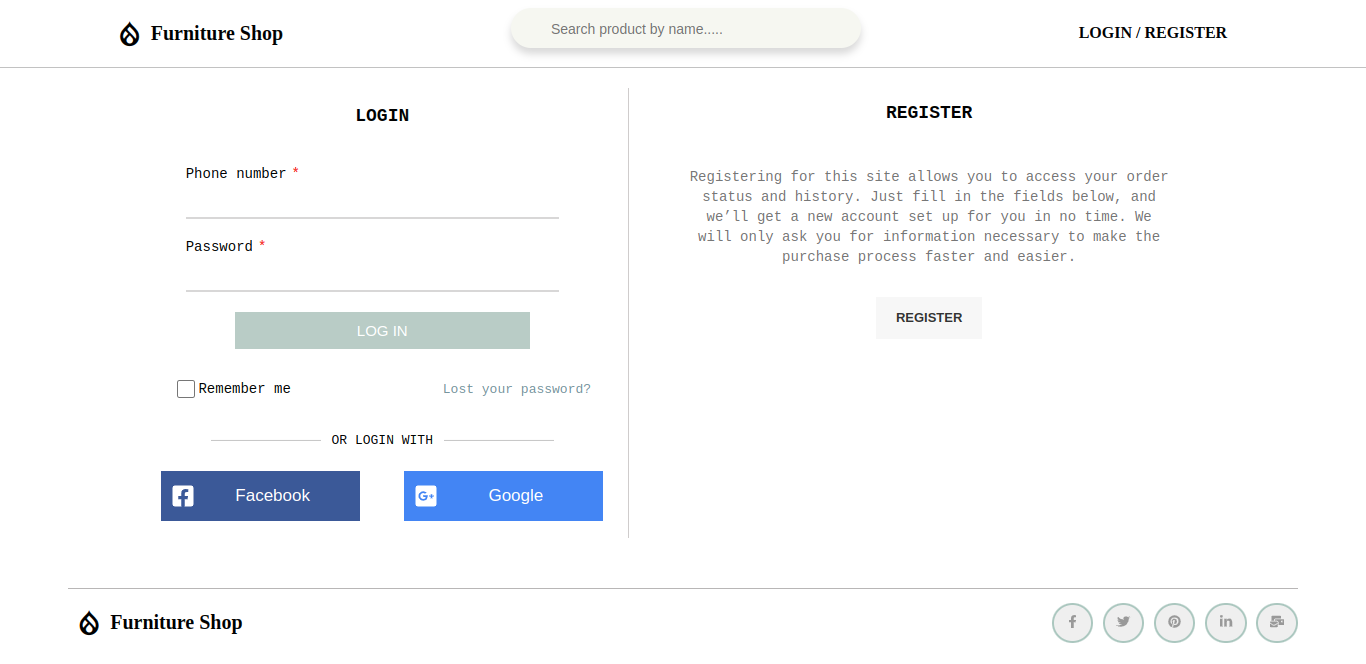 Furniture Shop
Search product by name.....
LOGIN / REGISTER
LOGIN
Phone number *
Password *
LOG IN
Remember me
Lost your password?
OR LOGIN WITH
Facebook
Google
REGISTER
Registering for this site allows you to access your order
status and history. Just fill in the fields below, and
we’ll get a new account set up for you in no time. We
will only ask you for information necessary to make the
purchase process faster and easier.
REGISTER
Furniture Shop